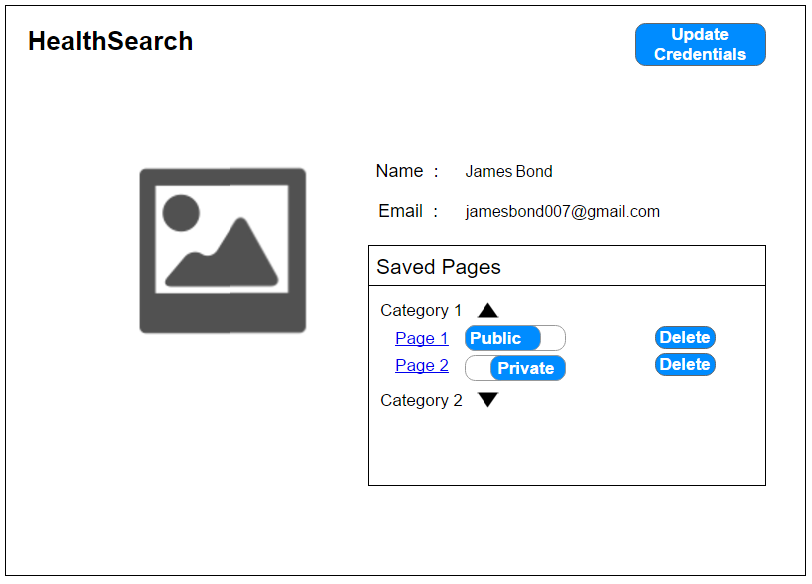 HealthSearch
Update
Credentials
Name :
James Bond
Email :
jamesbond007@gmail.com
Saved Pages
Category 1
Page 1 Public Delete
Page 2 Private Delete
Category 2